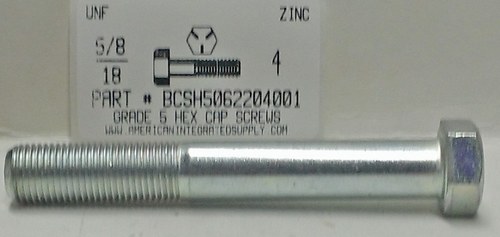 UNF ZINC
5/8
18
4
PART # BCSH5062204001
GRADE 5 HEX CAP SCREWS
WWW.AMERICANINTEGRATEDSUPPLY.COM